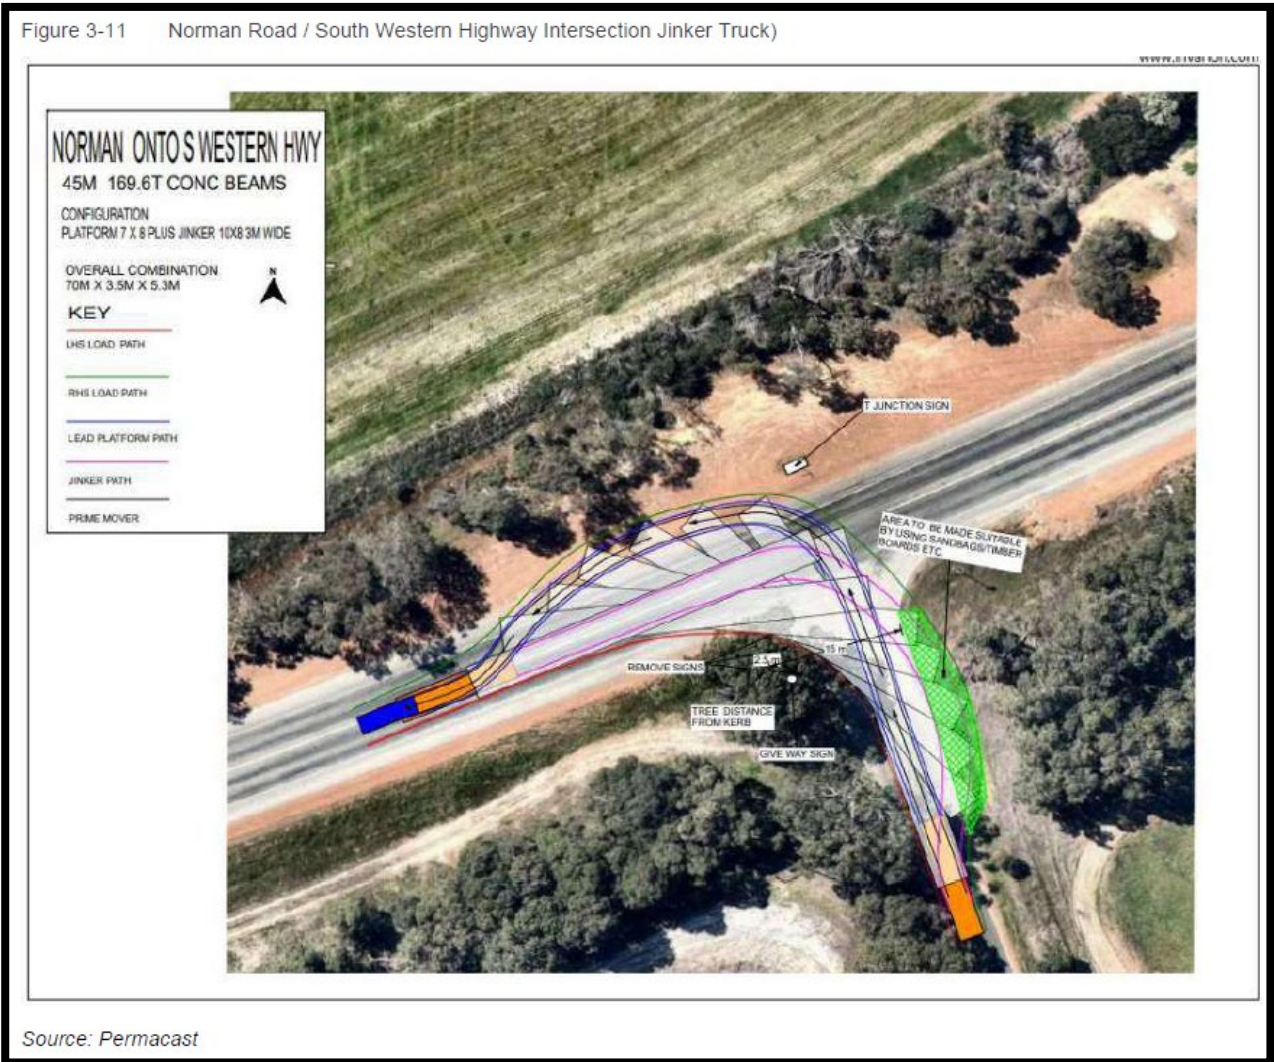 Figure 3-11 Norman Road / South Western Highway Intersection Jinker Truck)
NORMAN ONTO S WESTERN HWY
45M 169.6T CONC BEAMS
CONFIGURATION
PLATFORM 7 X 8 PLUS JINKER 10X8 3M WIDE
OVERALL COMBINATION
70M X 3.5M X 5.3M
N
KEY
LHS LOAD PATH
RHS LOAD PATH
LEAD PLATFORM PATH
JINKER PATH
PRIME MOVER
T JUNCTION SIGN
AREA TO BE MADE SUITABLE
BY USING SANDBAGS/TIMBER
BOARDS ETC
15 m
2.5 m
REMOVE SIGNS
TREE DISTANCE
FROM KERB
GIVE WAY SIGN
Source: Permacast